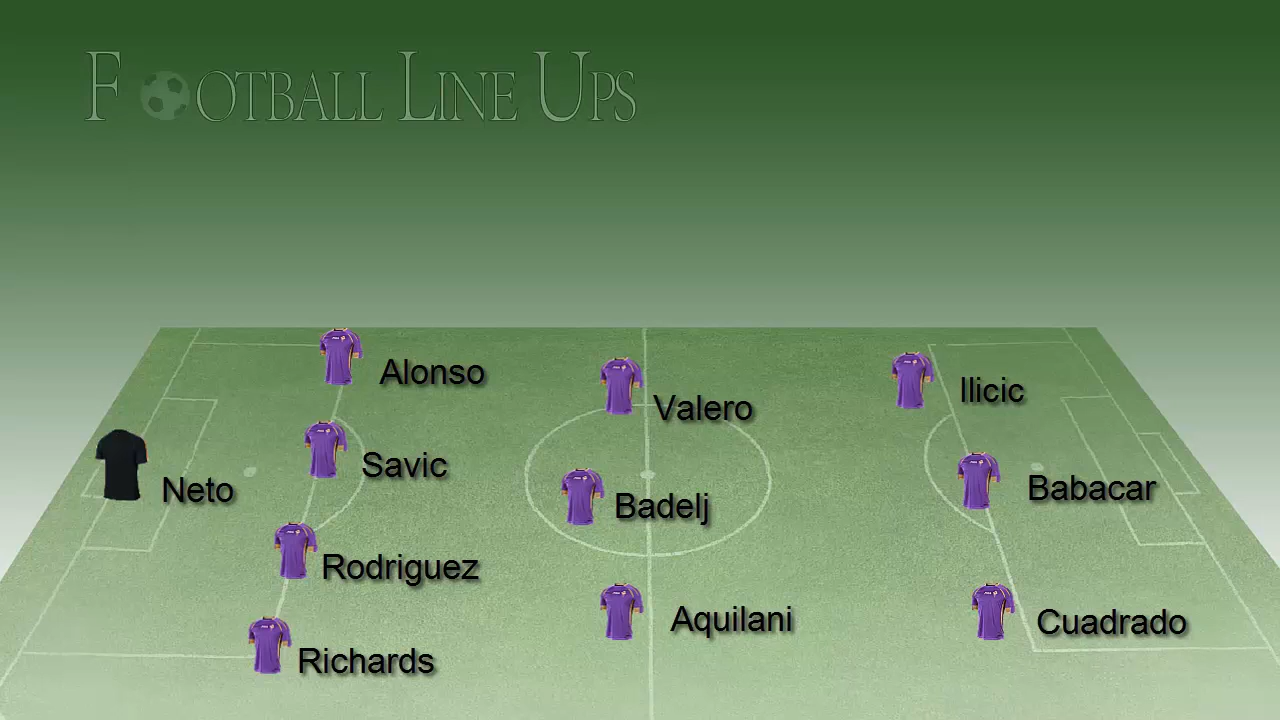 FOOTBALL LINE UPS
Alonso
Valero
Ilicic
Savic
Neto
Badelj
Babacar
Rodriguez
Aquilani
Cuadrado
Richards